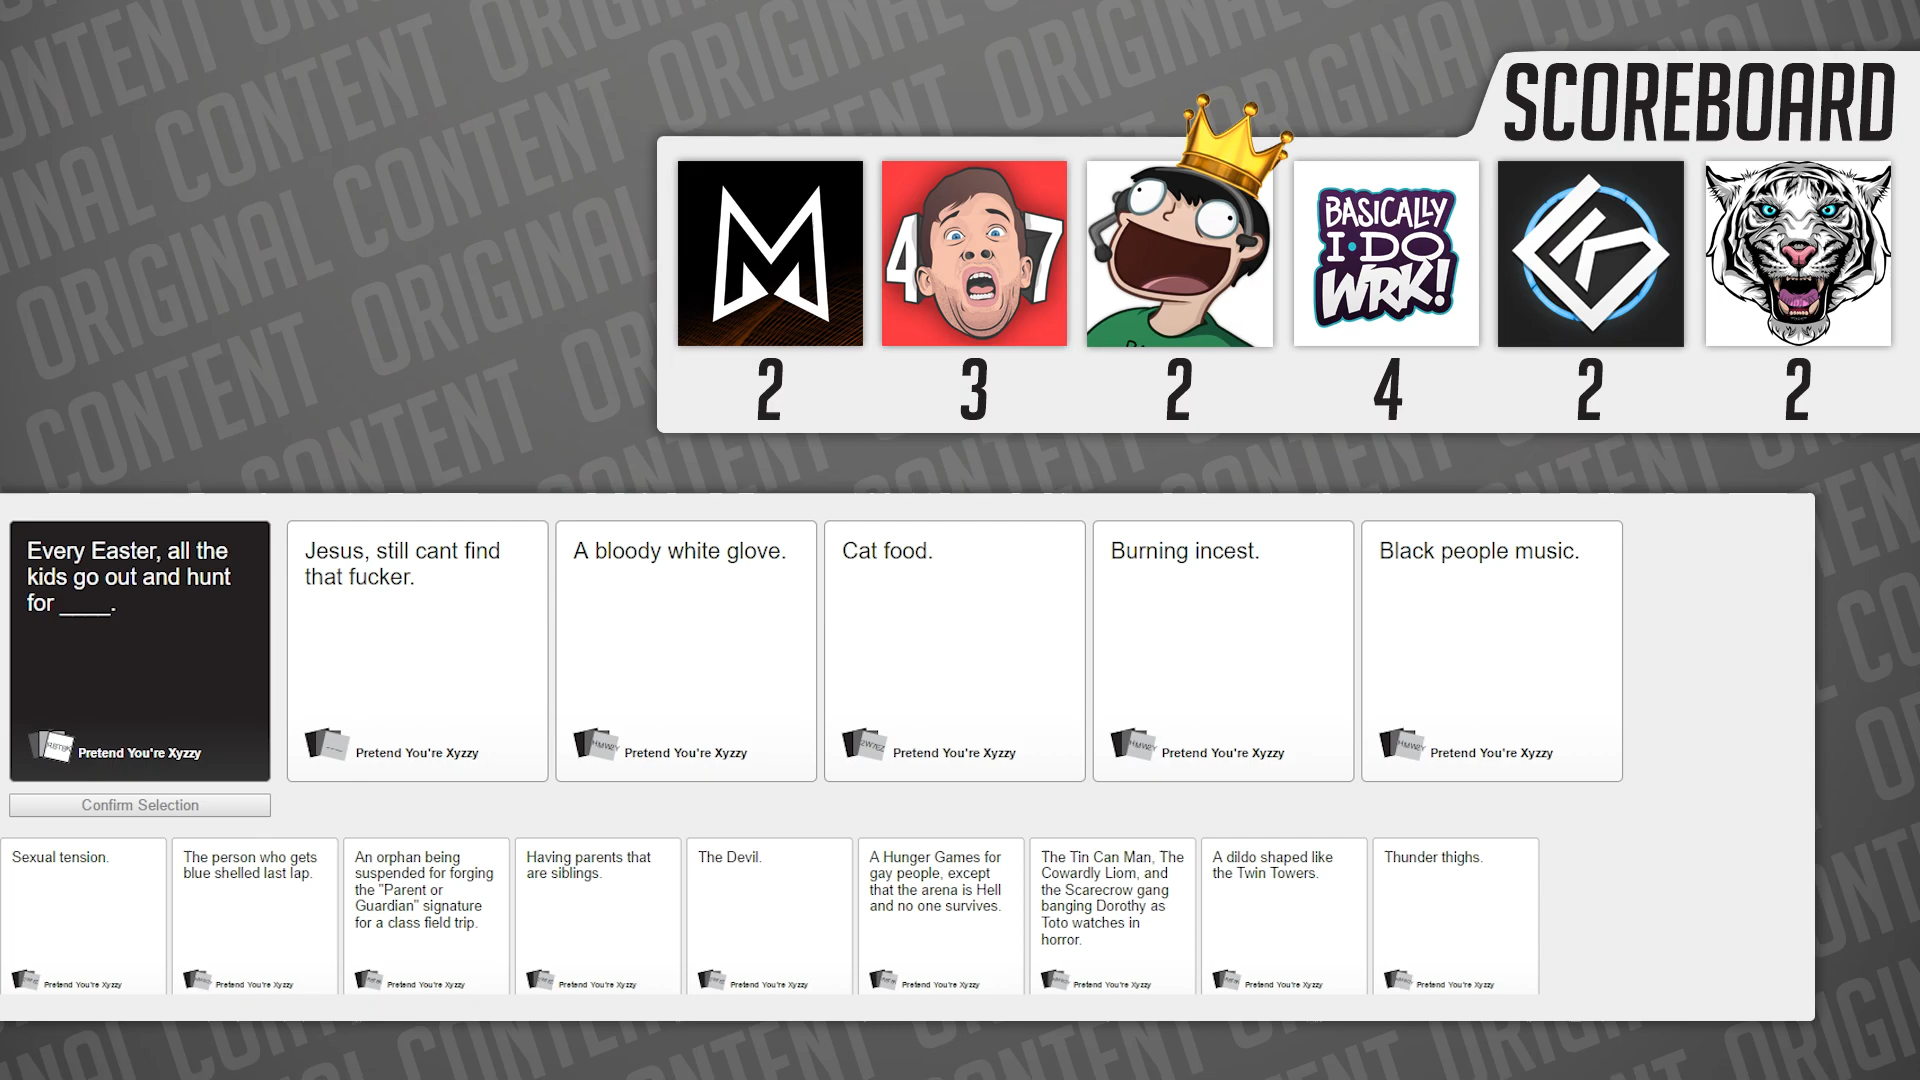 SCOREBOARD
4 7
BASICALLY
I DO
WRK!
2
3
2
4
2
2
Every Easter, all the
kids go out and hunt
for ____.
Pretend You're Xyzzy
Jesus, still cant find
that fucker.
Pretend You're Xyzzy
A bloody white glove.
Pretend You're Xyzzy
Cat food.
Pretend You're Xyzzy
Burning incest.
Pretend You're Xyzzy
Black people music.
Pretend You're Xyzzy
Confirm Selection
Sexual tension.
Pretend You're Xyzzy
The person who gets
blue shelled last lap.
Pretend You're Xyzzy
An orphan being
suspended for forging
the "Parent or
Guardian" signature
for a class field trip.
Pretend You're Xyzzy
Having parents that
are siblings.
Pretend You're Xyzzy
The Devil.
Pretend You're Xyzzy
A Hunger Games for
gay people, except
that the arena is Hell
and no one survives.
Pretend You're Xyzzy
The Tin Can Man, The
Cowardly Liom, and
the Scarecrow gang
banging Dorothy as
Toto watches in
horror.
Pretend You're Xyzzy
A dildo shaped like
the Twin Towers.
Pretend You're Xyzzy
Thunder thighs.
Pretend You're Xyzzy
ORIGINAL CONTENT